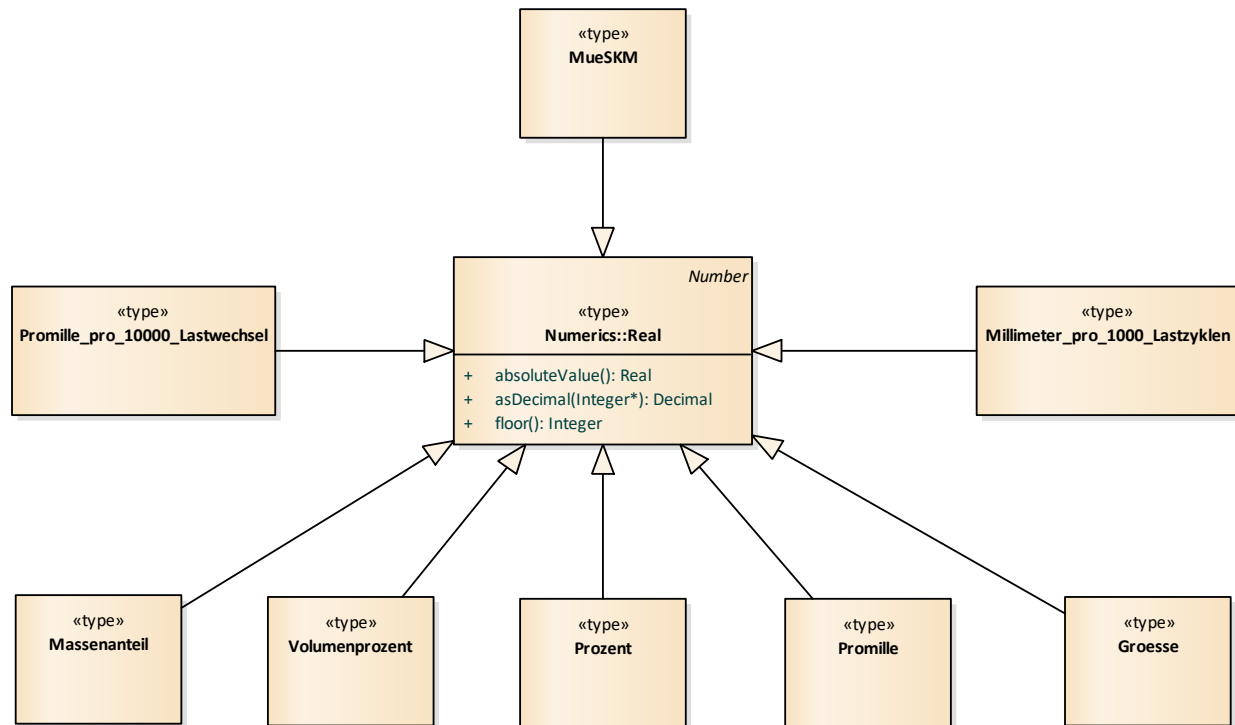 «type»
MueSKM
Number
«type»
Numerics::Real
+ absoluteValue(): Real
+ asDecimal(Integer*): Decimal
+ floor(): Integer
«type»
Promille_pro_10000_Lastwechsel
«type»
Millimeter_pro_1000_Lastzyklen
«type»
Massenanteil
«type»
Volumenprozent
«type»
Prozent
«type»
Promille
«type»
Groesse